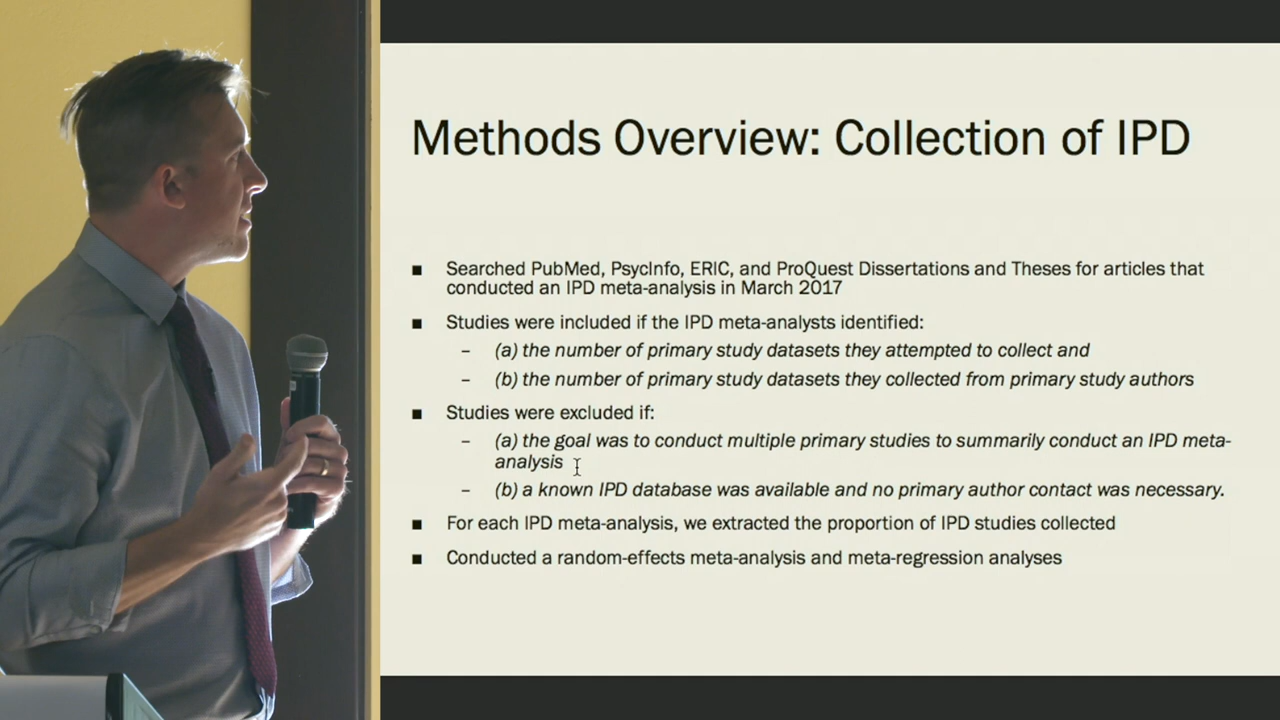 Methods Overview: Collection of IPD
■ Searched PubMed, PsycInfo, ERIC, and ProQuest Dissertations and Theses for articles that
conducted an IPD meta-analysis in March 2017
■ Studies were included if the IPD meta-analysts identified:
– (a) the number of primary study datasets they attempted to collect and
– (b) the number of primary study datasets they collected from primary study authors
■ Studies were excluded if:
– (a) the goal was to conduct multiple primary studies to summarily conduct an IPD meta-
analysis
– (b) a known IPD database was available and no primary author contact was necessary.
■ For each IPD meta-analysis, we extracted the proportion of IPD studies collected
■ Conducted a random-effects meta-analysis and meta-regression analyses